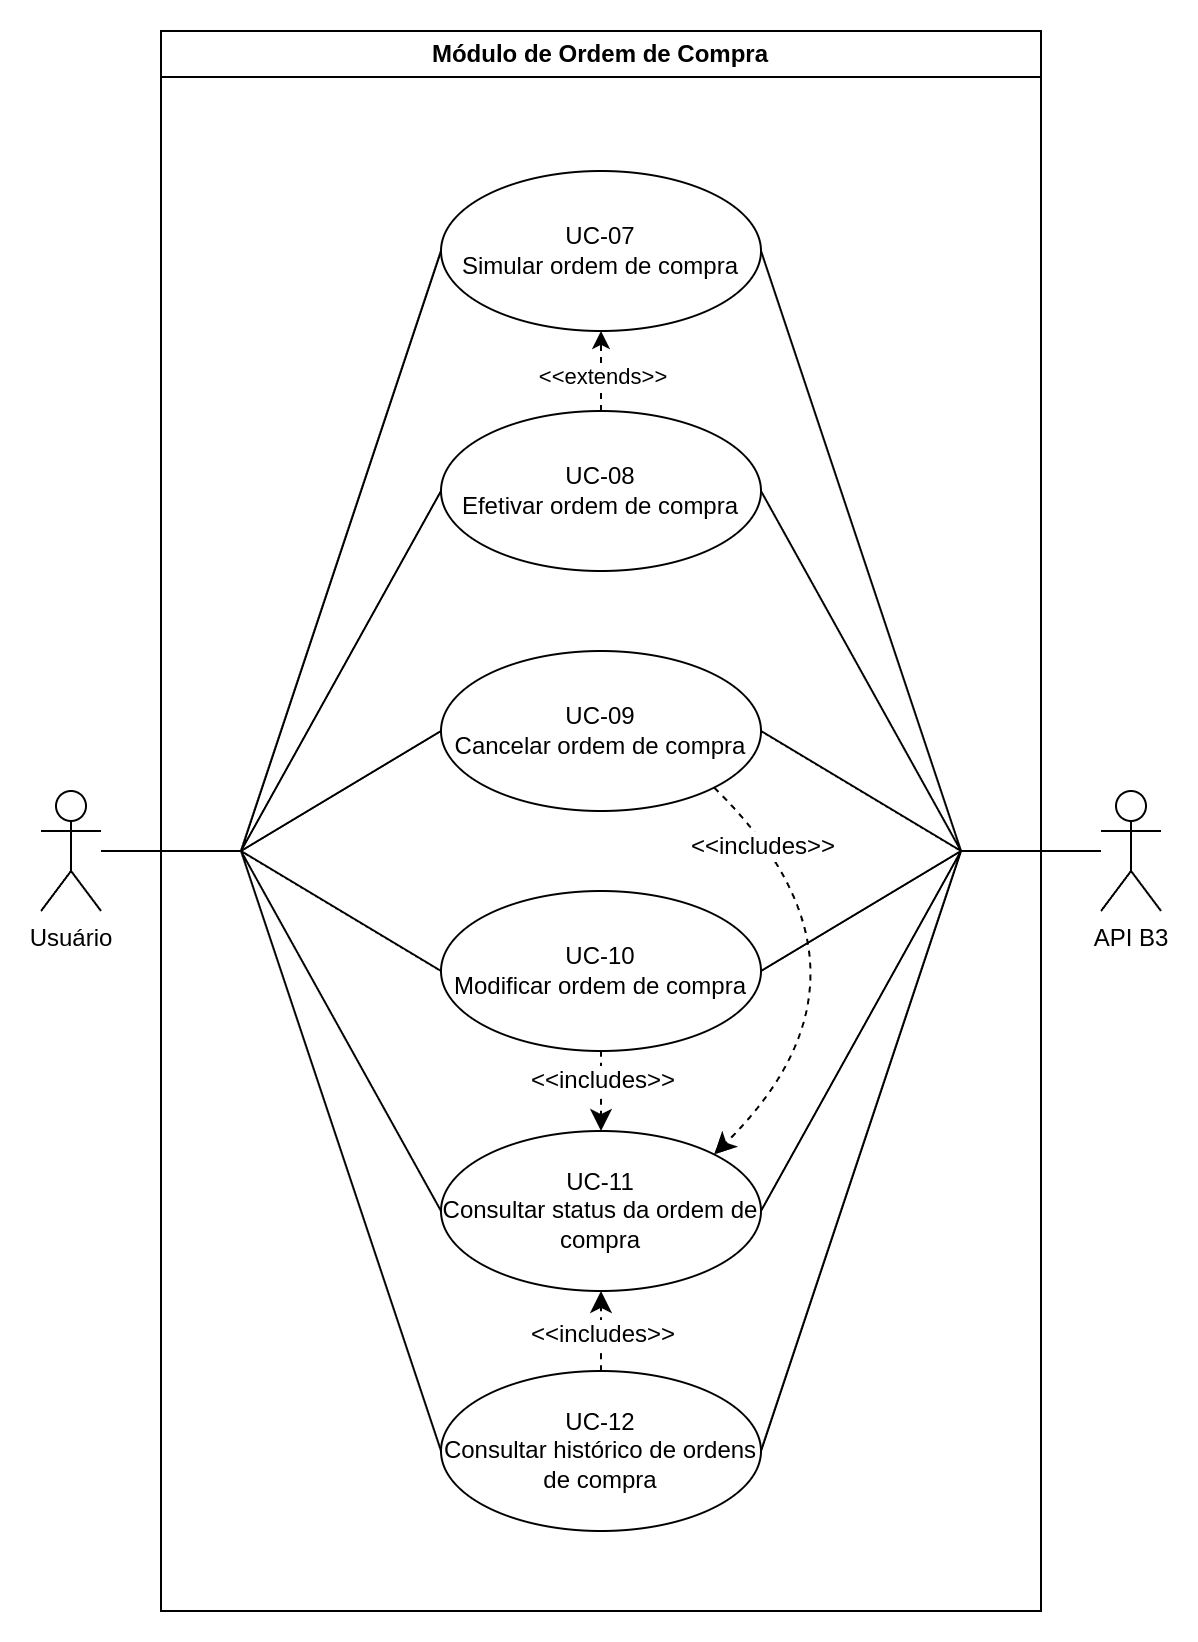 Módulo de Ordem de Compra
UC-07
Simular ordem de compra
<<extends>>
UC-08
Efetivar ordem de compra
UC-09
Cancelar ordem de compra
<<includes>>
Usuário
API B3
UC-10
Modificar ordem de compra
<<includes>>
UC-11
Consultar status da ordem de
compra
<<includes>>
UC-12
Consultar histórico de ordens
de compra